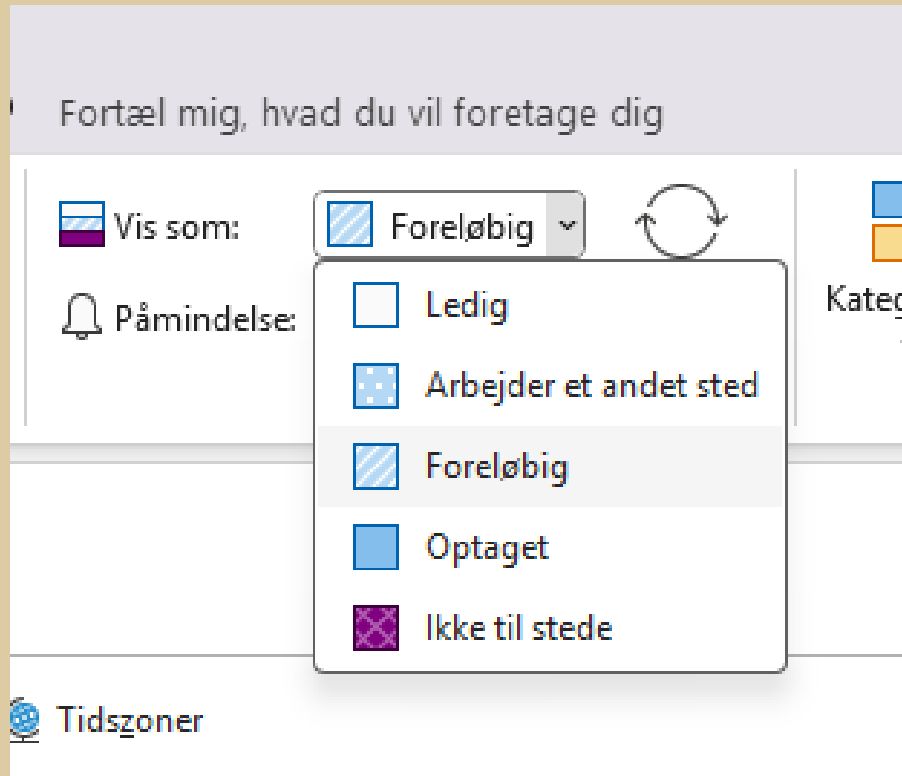 Fortæl mig, hvad du vil foretage dig
Vis som: Foreløbig
Påmindelse:
Ledig
Arbejder et andet sted
Foreløbig
Optaget
Ikke til stede
Tidszoner